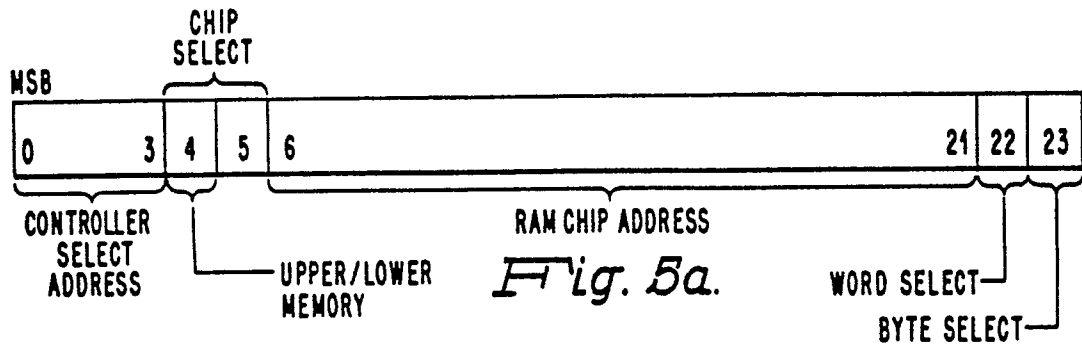 CHIP
SELECT
MSB
0 3 4 5 6 21 22 23
CONTROLLER
SELECT
ADDRESS
UPPER/LOWER
MEMORY
RAM CHIP ADDRESS
Fig. 5a.
WORD SELECT
BYTE SELECT